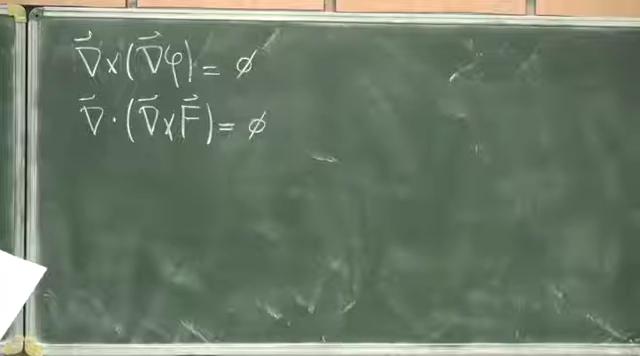 ∇⃗×(∇⃗φ) = ∅
∇⃗·(∇⃗×F⃗) = ∅